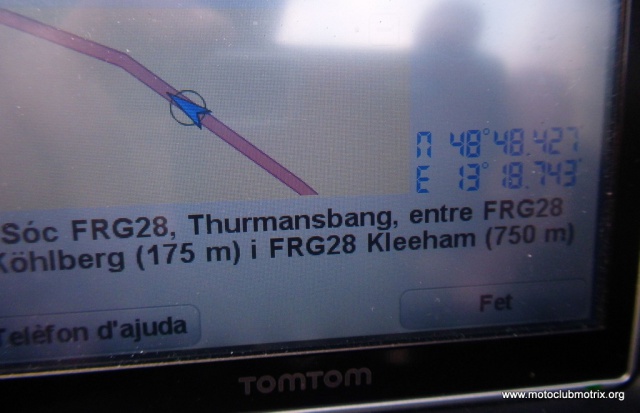 N 48°48.427'
E 13°18.743'
Sóc FRG28, Thurmansbang, entre FRG28
Köhlberg (175 m) i FRG28 Kleeham (750 m)
Telèfon d'ajuda
Fet
TOMTOM
www.motoclubmotrix.org